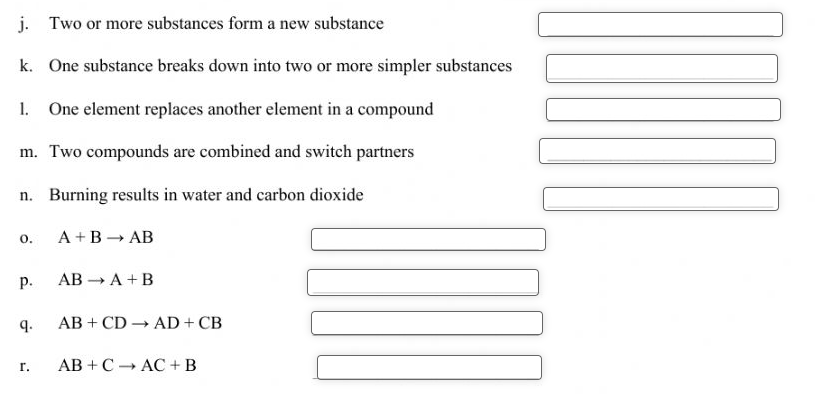 j. Two or more substances form a new substance
k. One substance breaks down into two or more simpler substances
l. One element replaces another element in a compound
m. Two compounds are combined and switch partners
n. Burning results in water and carbon dioxide
o. A + B → AB
p. AB → A + B
q. AB + CD → AD + CB
r. AB + C → AC + B